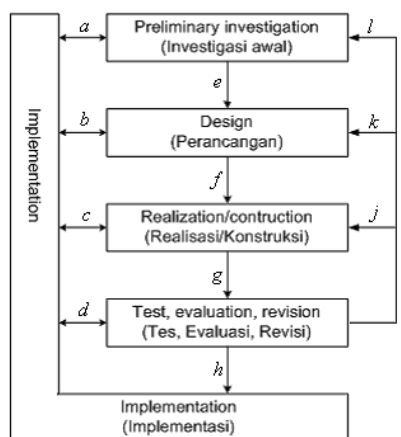 a
Preliminary investigation
(Investigasi awal)
l
e
b
Design
(Perancangan)
k
f
Implementation
c
Realization/contruction
(Realisasi/Konstruksi)
j
g
d
Test, evaluation, revision
(Tes, Evaluasi, Revisi)
h
Implementation
(Implementasi)